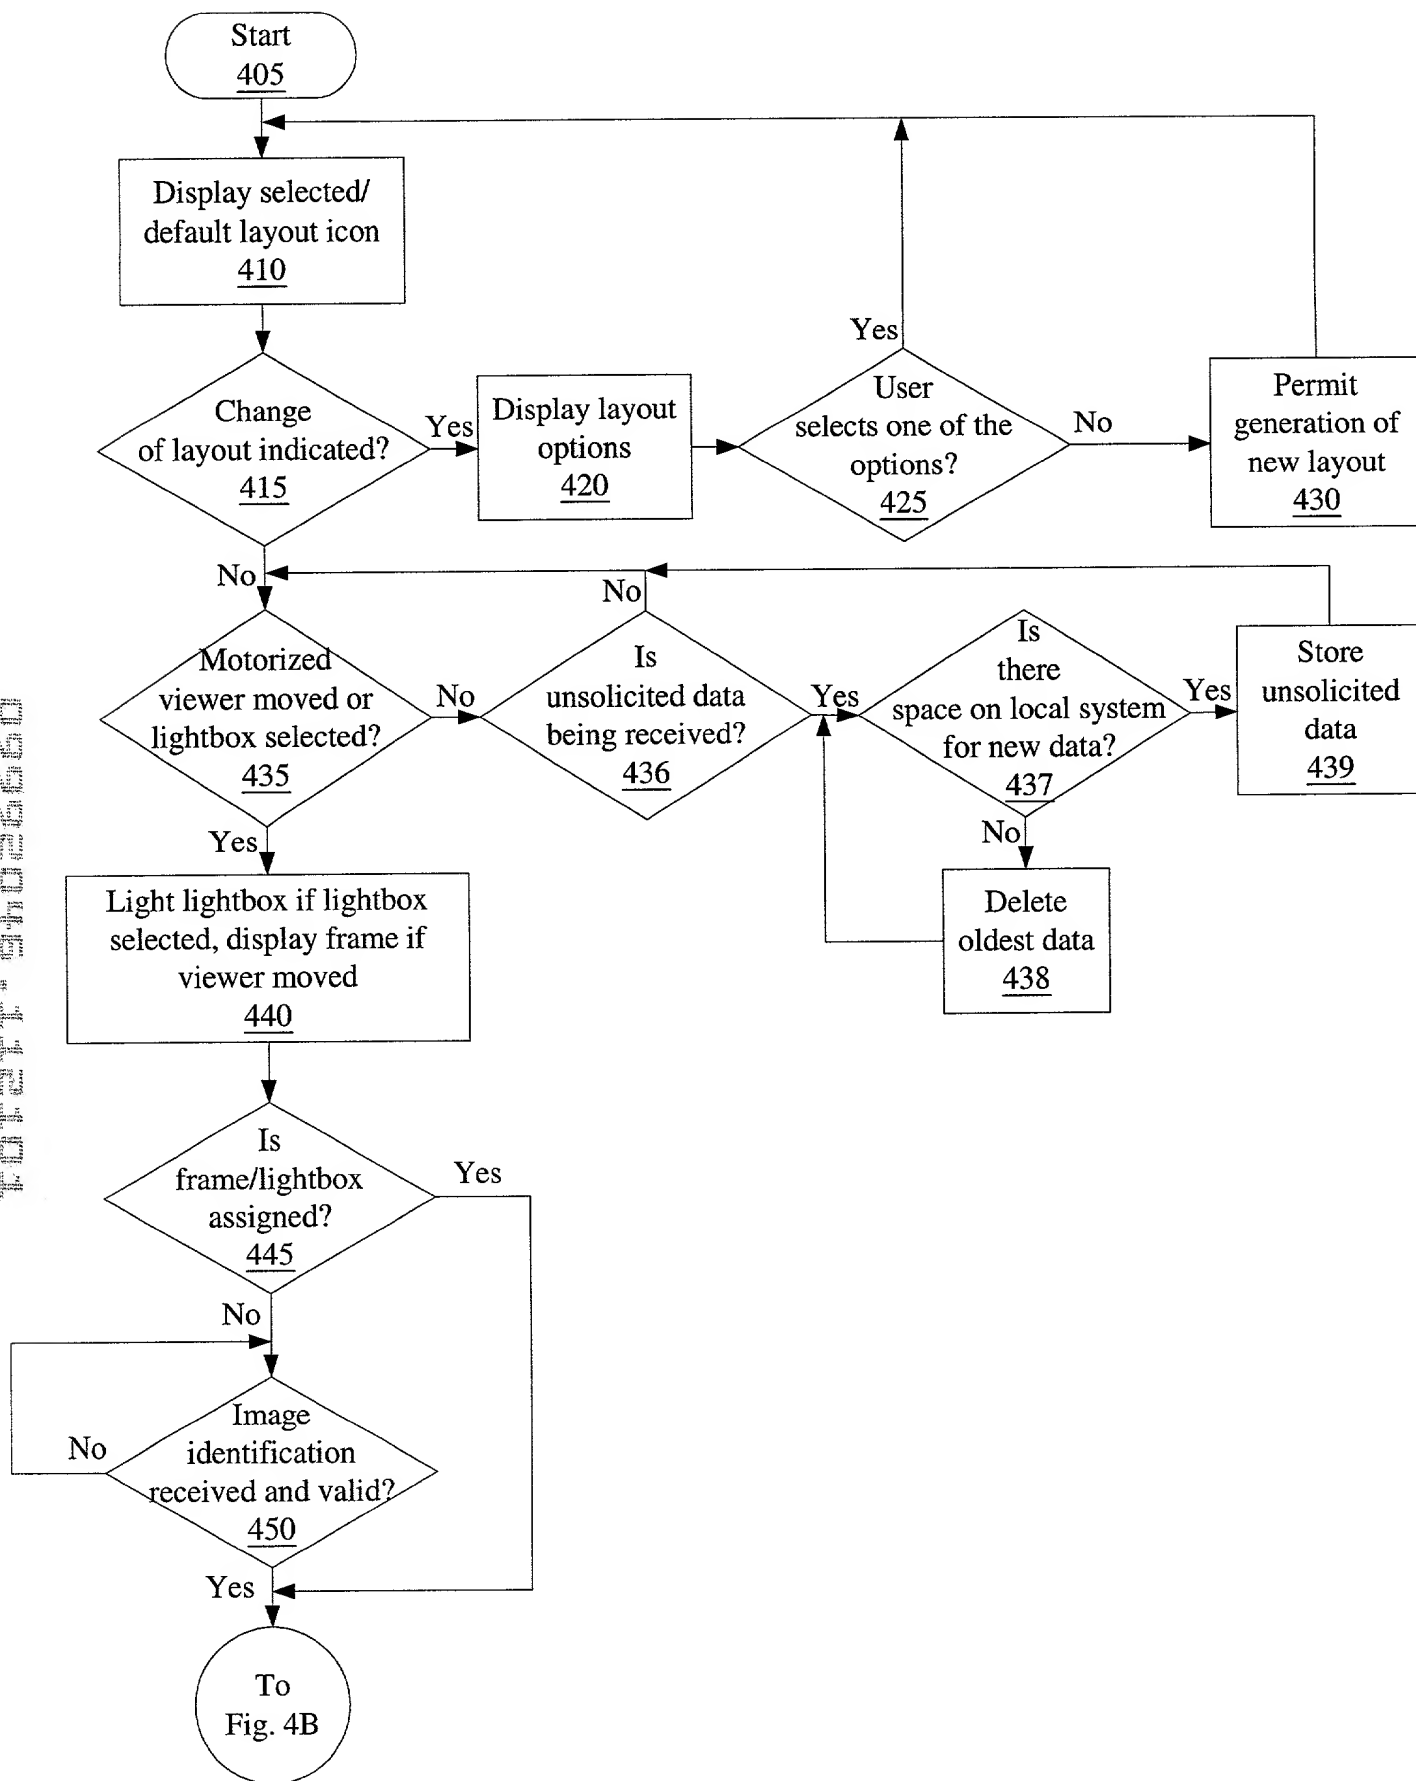 Start
405
Display selected/
default layout icon
410
Change
of layout indicated?
415
Yes
Display layout
options
420
Yes
User
selects one of the
options?
425
No
Permit
generation of
new layout
430
No
Motorized
viewer moved or
lightbox selected?
435
No
No
Is
unsolicited data
being received?
436
Yes
Is
there
space on local system
for new data?
437
Yes
Store
unsolicited
data
439
No
Delete
oldest data
438
Yes
Light lightbox if lightbox
selected, display frame if
viewer moved
440
Is
frame/lightbox
assigned?
445
Yes
No
Image
identification
received and valid?
450
No
Yes
To
Fig. 4B